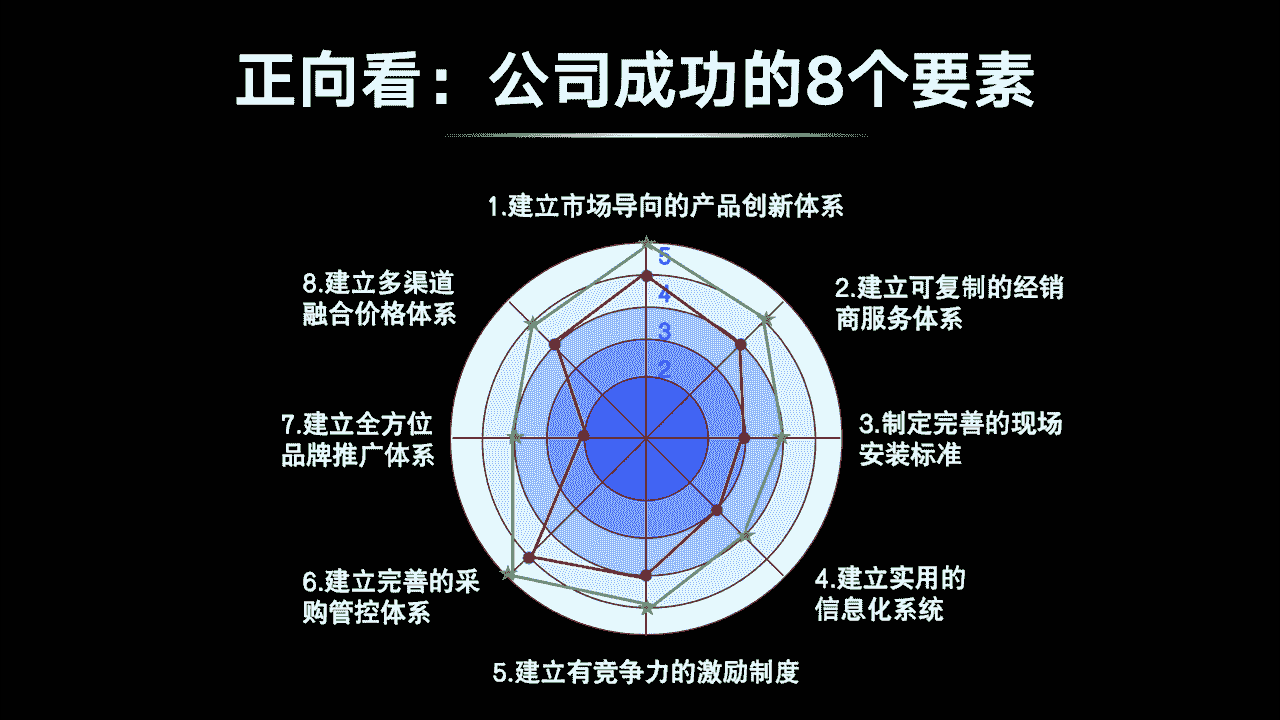 正向看：公司成功的8个要素
1.建立市场导向的产品创新体系
2.建立可复制的经销
商服务体系
3.制定完善的现场
安装标准
4.建立实用的
信息化系统
5.建立有竞争力的激励制度
6.建立完善的采
购管控体系
7.建立全方位
品牌推广体系
8.建立多渠道
融合价格体系
5
4
3
2